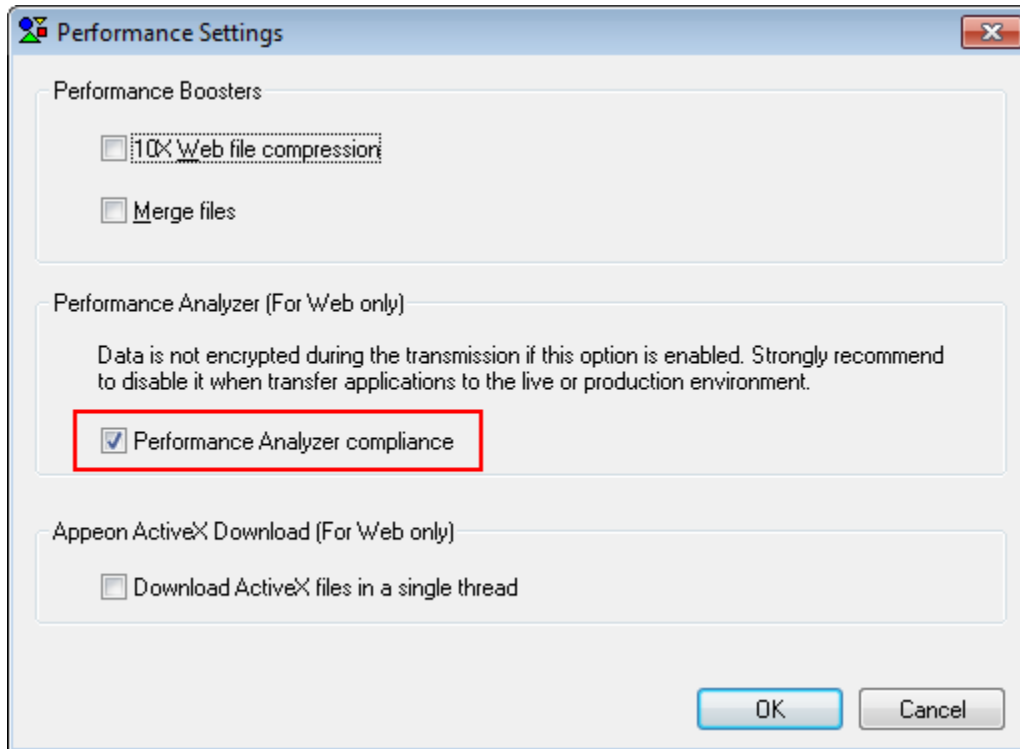 Performance Settings
Performance Boosters
10X Web file compression
Merge files
Performance Analyzer (For Web only)
Data is not encrypted during the transmission if this option is enabled. Strongly recommend
to disable it when transfer applications to the live or production environment.
Performance Analyzer compliance
Appeon ActiveX Download (For Web only)
Download ActiveX files in a single thread
OK Cancel